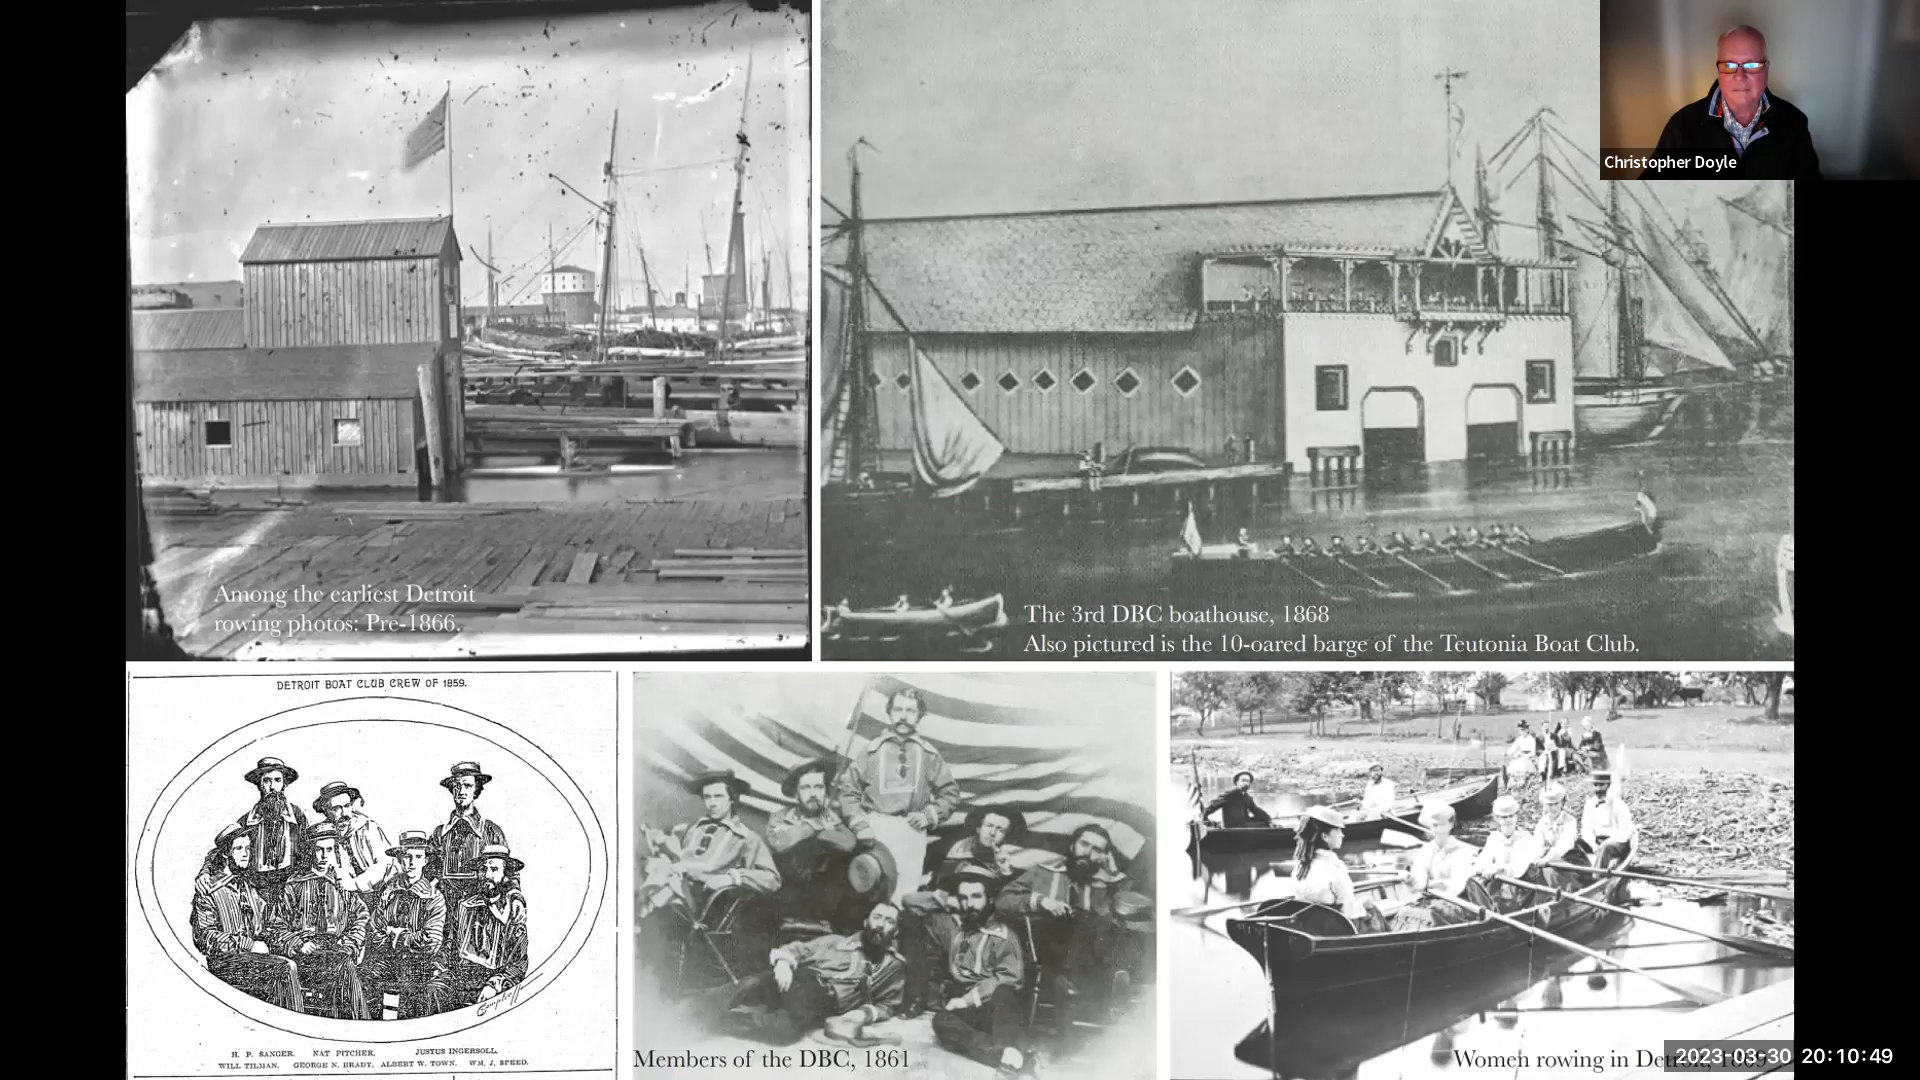 Christopher Doyle
Among the earliest Detroit
rowing photos: Pre-1866.
The 3rd DBC boathouse, 1868
Also pictured is the 10-oared barge of the Teutonia Boat Club.
DETROIT BOAT CLUB CREW OF 1859.
H. P. SANGER. NAT PITCHER, JUSTUS INGERSOLL,
WILL TILMAN. GEORGE N. BRADY, ALBERT W. TOWN. WM. J. SPEED.
Members of the DBC, 1861
Women rowing in
2023-03-30 20:10:49